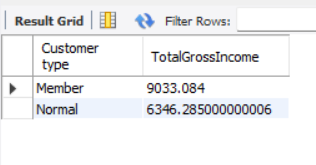 Result Grid Filter Rows:
Customer
type TotalGrossIncome
Member 9033.084
Normal 6346.285000000006